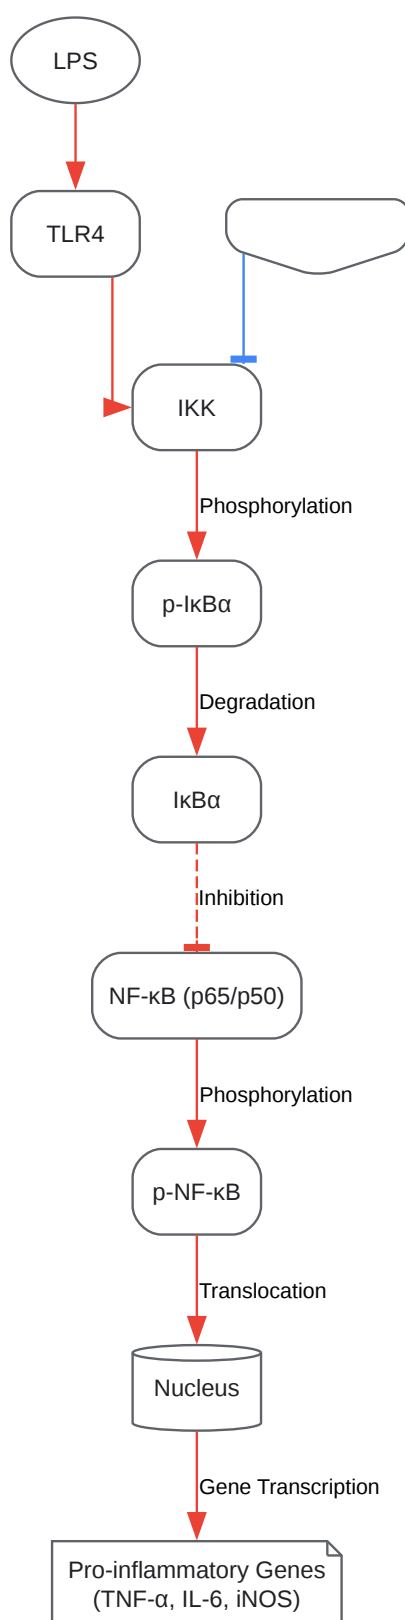 LPS
TLR4
IKK
Phosphorylation
p-IκBα
Degradation
IκBα
Inhibition
NF-κB (p65/p50)
Phosphorylation
p-NF-κB
Translocation
Nucleus
Gene Transcription
Pro-inflammatory Genes
(TNF-α, IL-6, iNOS)